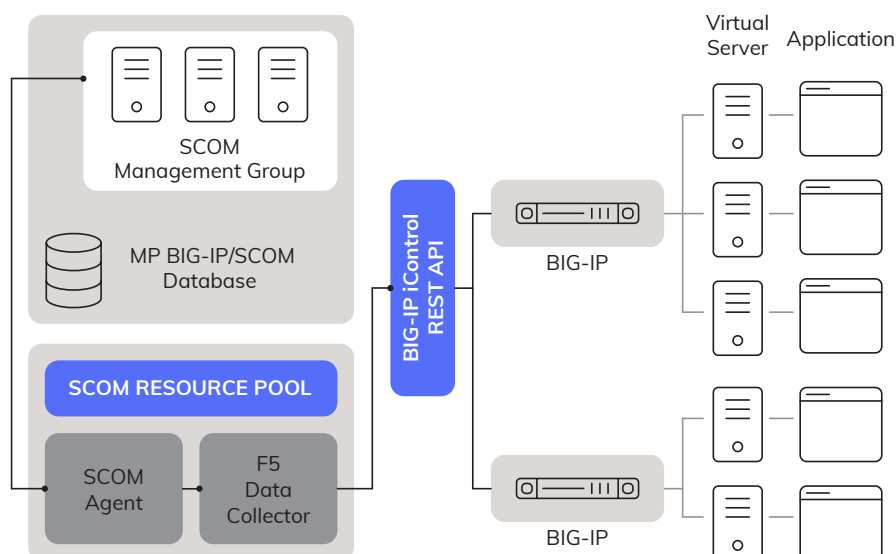 SCOM
Management Group
MP BIG-IP/SCOM
Database
SCOM RESOURCE POOL
SCOM
Agent
F5
Data
Collector
BIG-IP iControl
REST API
BIG-IP
BIG-IP
Virtual
Server
Application